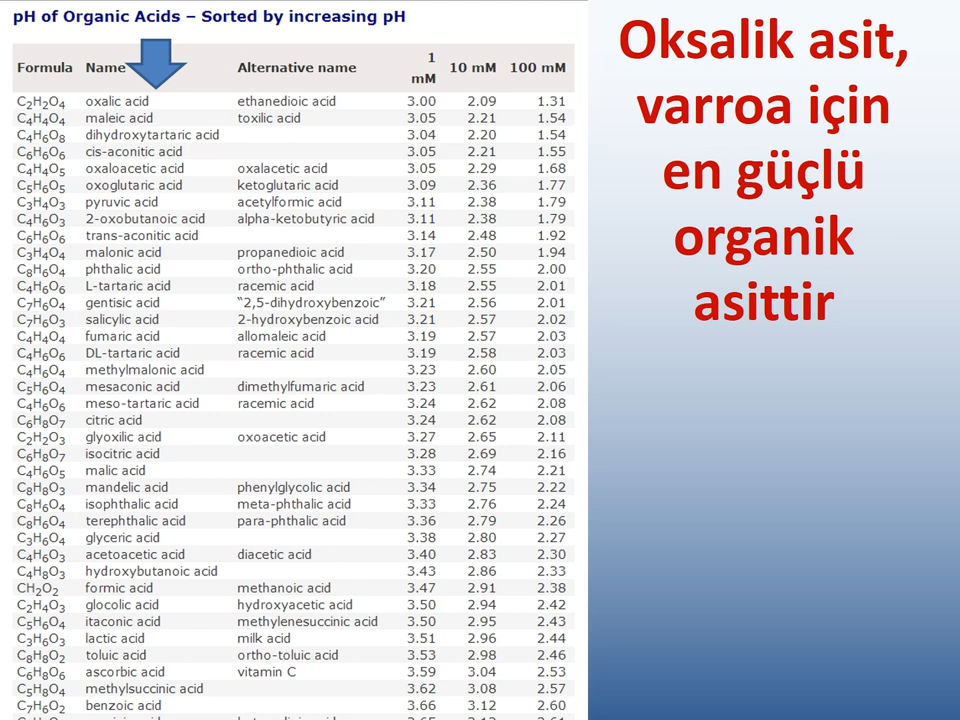 pH of Organic Acids – Sorted by increasing pH
Formula Name Alternative name 1 mM 10 mM 100 mM
C2H2O4 oxalic acid ethanedioic acid 3.00 2.09 1.31
C4H4O4 maleic acid toxilic acid 3.05 2.21 1.54
C4H6O8 dihydroxytartaric acid 3.04 2.20 1.54
C6H6O6 cis-aconitic acid 3.05 2.21 1.55
C4H4O5 oxaloacetic acid oxalacetic acid 3.05 2.29 1.68
C5H6O5 oxoglutaric acid ketoglutaric acid 3.09 2.36 1.77
C3H4O3 pyruvic acid acetylformic acid 3.11 2.38 1.79
C4H6O3 2-oxobutanoic acid alpha-ketobutyric acid 3.11 2.38 1.79
C6H6O6 trans-aconitic acid 3.14 2.48 1.92
C3H4O4 malonic acid propanedioic acid 3.17 2.50 1.94
C8H6O4 phthalic acid ortho-phthalic acid 3.20 2.55 2.00
C4H6O6 L-tartaric acid racemic acid 3.18 2.55 2.01
C7H6O4 gentisic acid “2,5-dihydroxybenzoic” 3.21 2.56 2.01
C7H6O3 salicylic acid 2-hydroxybenzoic acid 3.21 2.57 2.02
C4H4O4 fumaric acid allomaleic acid 3.19 2.57 2.03
C4H6O6 DL-tartaric acid racemic acid 3.19 2.58 2.03
C4H6O4 methylmalonic acid 3.23 2.60 2.05
C5H6O4 mesaconic acid dimethylfumaric acid 3.23 2.61 2.06
C4H6O6 meso-tartaric acid racemic acid 3.24 2.62 2.08
C6H8O7 citric acid 3.24 2.62 2.08
C2H2O3 glyoxilic acid oxoacetic acid 3.27 2.65 2.11
C6H8O7 isocitric acid 3.28 2.69 2.16
C4H6O5 malic acid 3.33 2.74 2.21
C8H8O3 mandelic acid phenylglycolic acid 3.34 2.75 2.22
C8H6O4 isophthalic acid meta-phthalic acid 3.33 2.76 2.24
C8H6O4 terephthalic acid para-phthalic acid 3.36 2.79 2.26
C3H6O4 glyceric acid 3.38 2.80 2.27
C4H6O3 acetoacetic acid diacetic acid 3.40 2.83 2.30
C4H8O3 hydroxybutanoic acid 3.43 2.86 2.33
CH2O2 formic acid methanoic acid 3.47 2.91 2.38
C2H4O3 glocolic acid hydroxyacetic acid 3.50 2.94 2.42
C5H6O4 itaconic acid methylenesuccinic acid 3.50 2.95 2.43
C3H6O3 lactic acid milk acid 3.51 2.96 2.44
C8H8O2 toluic acid ortho-toluic acid 3.53 2.98 2.46
C6H8O6 ascorbic acid vitamin C 3.59 3.04 2.53
C5H8O4 methylsuccinic acid 3.62 3.08 2.57
C7H6O2 benzoic acid 3.66 3.12 2.60
Oksalik asit,
varroa için
en güçlü
organik
asittir